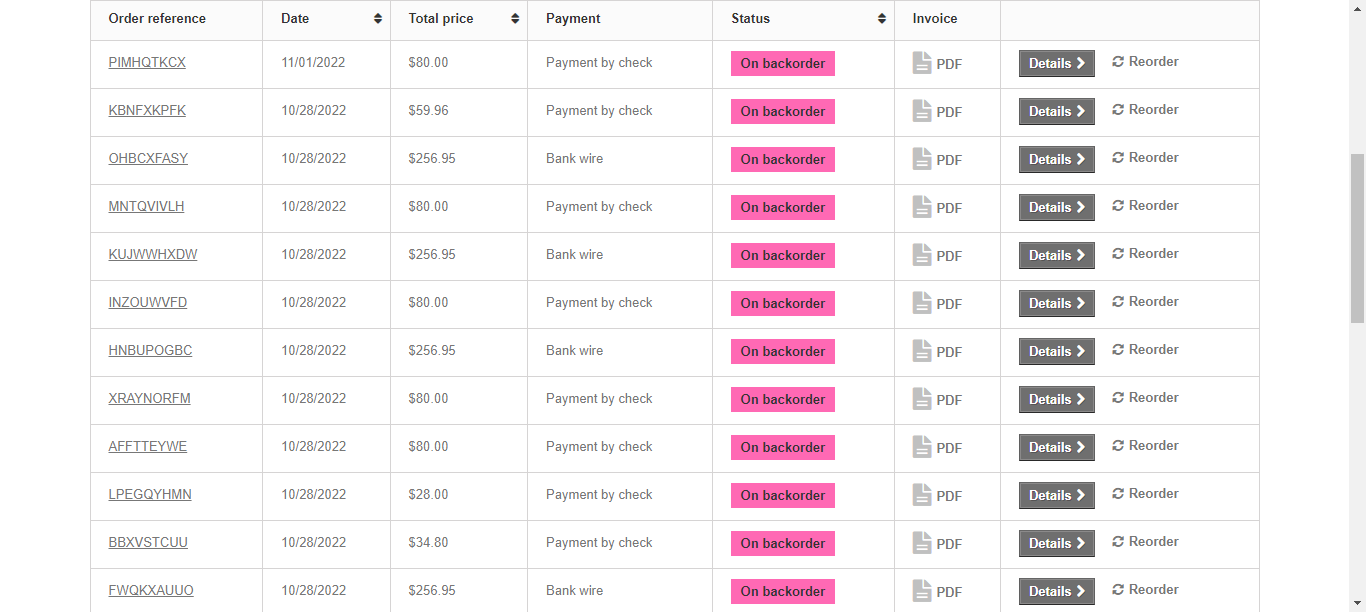 Order reference Date Total price Payment Status Invoice
PIMHQTKCX 11/01/2022 $80.00 Payment by check On backorder PDF Details Reorder
KBNFXKPFK 10/28/2022 $59.96 Payment by check On backorder PDF Details Reorder
OHBCXFASY 10/28/2022 $256.95 Bank wire On backorder PDF Details Reorder
MNTQVIVLH 10/28/2022 $80.00 Payment by check On backorder PDF Details Reorder
KUJWWHXDW 10/28/2022 $256.95 Bank wire On backorder PDF Details Reorder
INZOUWVFD 10/28/2022 $80.00 Payment by check On backorder PDF Details Reorder
HNBUPOGBC 10/28/2022 $256.95 Bank wire On backorder PDF Details Reorder
XRAYNORFM 10/28/2022 $80.00 Payment by check On backorder PDF Details Reorder
AFFTTEYWE 10/28/2022 $80.00 Payment by check On backorder PDF Details Reorder
LPEGQYHMN 10/28/2022 $28.00 Payment by check On backorder PDF Details Reorder
BBXVSTCUU 10/28/2022 $34.80 Payment by check On backorder PDF Details Reorder
FWQKXAUUO 10/28/2022 $256.95 Bank wire On backorder PDF Details Reorder